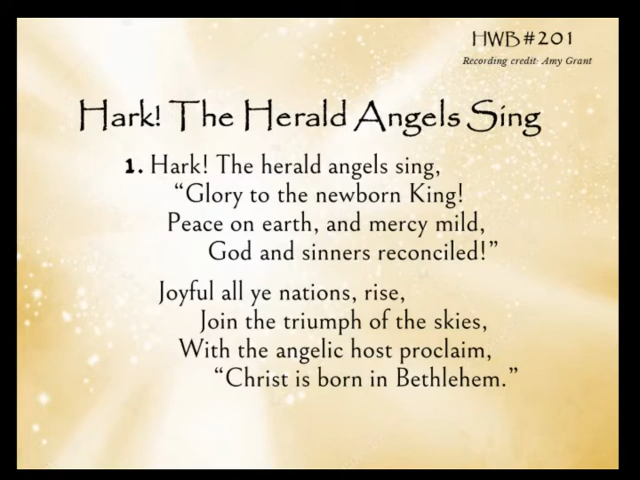 HWB#201
Recording credit: Amy Grant
Hark! The Herald Angels Sing
1. Hark! The herald angels sing,
“Glory to the newborn King!
Peace on earth, and mercy mild,
God and sinners reconciled!”
Joyful all ye nations, rise,
Join the triumph of the skies,
With the angelic host proclaim,
“Christ is born in Bethlehem.”